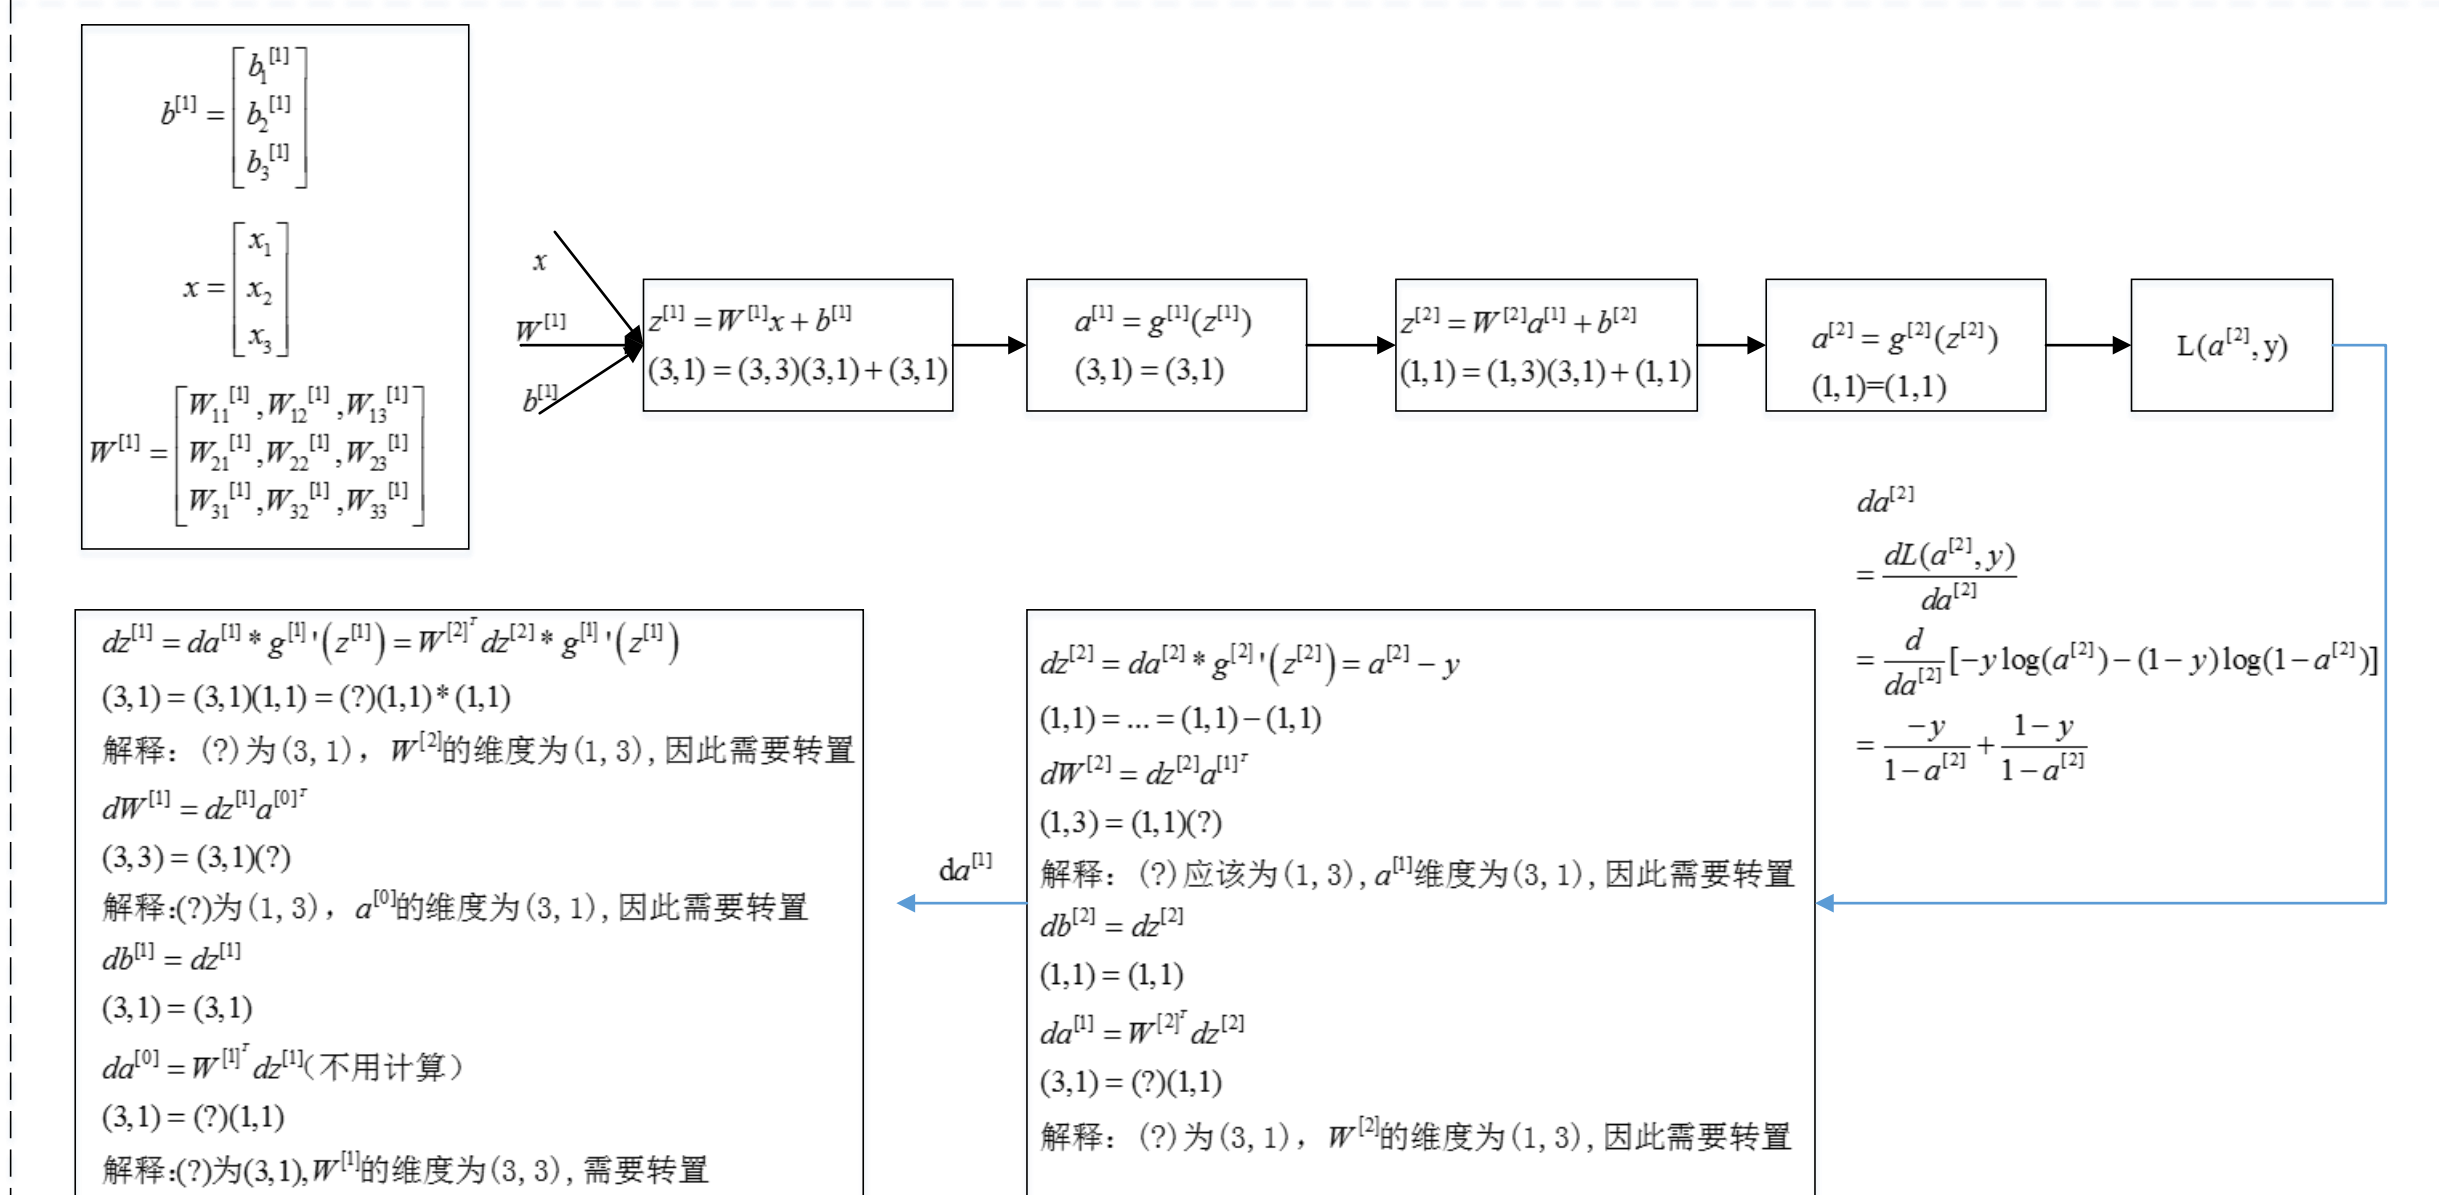 b^{[1]} = [b_1^{[1]} b_2^{[1]} b_3^{[1]}]
x = [x_1 x_2 x_3]
W^{[1]} = [W_{11}^{[1]},W_{12}^{[1]},W_{13}^{[1]}
W_{21}^{[1]},W_{22}^{[1]},W_{23}^{[1]}
W_{31}^{[1]},W_{32}^{[1]},W_{33}^{[1]}]
x
W^{[1]}
b^{[1]}
z^{[1]} = W^{[1]}x + b^{[1]}
(3,1) = (3,3)(3,1) + (3,1)
a^{[1]} = g^{[1]}(z^{[1]})
(3,1) = (3,1)
z^{[2]} = W^{[2]}a^{[1]} + b^{[2]}
(1,1) = (1,3)(3,1) + (1,1)
a^{[2]} = g^{[2]}(z^{[2]})
(1,1)=(1,1)
L(a^{[2]},y)
da^{[2]}
= \frac{dL(a^{[2]},y)}{da^{[2]}}
= \frac{d}{da^{[2]}}[-y log(a^{[2]})-(1-y)log(1-a^{[2]})]
= \frac{-y}{1-a^{[2]}} + \frac{1-y}{1-a^{[2]}}
dz^{[2]} = da^{[2]} * g^{[2]}'(z^{[2]}) = a^{[2]} - y
(1,1) = ... = (1,1) - (1,1)
dW^{[2]} = dz^{[2]}a^{[1]^T}
(1,3) = (1,1)(?)
解释：(?)应该为(1,3),a^{[1]}维度为(3,1),因此需要转置
db^{[2]} = dz^{[2]}
(1,1) = (1,1)
da^{[1]} = W^{[2]^T}dz^{[2]}
(3,1) = (?)(1,1)
解释：(?)为(3,1)，W^{[2]}的维度为(1,3),因此需要转置
da^{[1]}
dz^{[1]} = da^{[1]} * g^{[1]}'(z^{[1]}) = W^{[2]^T}dz^{[2]} * g^{[1]}'(z^{[1]})
(3,1) = (3,1)(1,1) = (?)(1,1)*(1,1)
解释：(?)为(3,1)，W^{[2]}的维度为(1,3),因此需要转置
dW^{[1]} = dz^{[1]}a^{[0]^T}
(3,3) = (3,1)(?)
解释:(?)为(1,3)，a^{[0]}的维度为(3,1),因此需要转置
db^{[1]} = dz^{[1]}
(3,1) = (3,1)
da^{[0]} = W^{[1]^T}dz^{[1]}（不用计算）
(3,1) = (?)(1,1)
解释:(?)为(3,1),W^{[1]}的维度为(3,3),需要转置